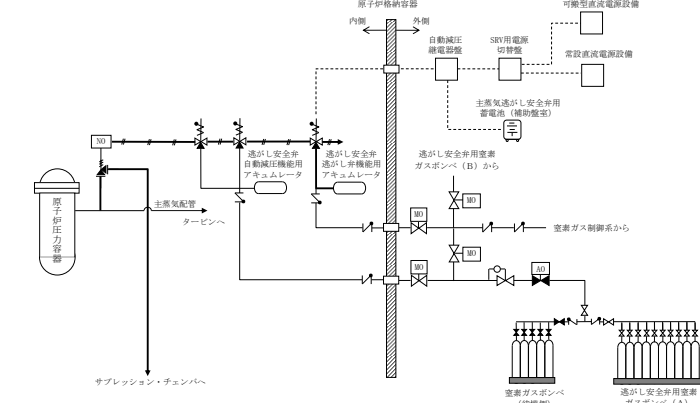 原子炉格納容器
内側
外側
可搬型直流電源設備
自動減圧
継電器盤
SRV用電源
切替盤
常設直流電源設備
主蒸気逃がし安全弁用
蓄電池（補助盤室）
NO
逃がし安全弁
自動減圧機能用
アキュムレータ
逃がし安全弁
逃がし弁機能用
アキュムレータ
逃がし安全弁用窒素
ガスボンベ（B）から
MO
原子炉圧力容器
主蒸気配管
タービンへ
MO
窒素ガス制御系から
MO
MO
AO
サプレッション・チェンバへ
窒素ガスボンベ
逃がし安全弁用窒素
ガスボンベ（A）